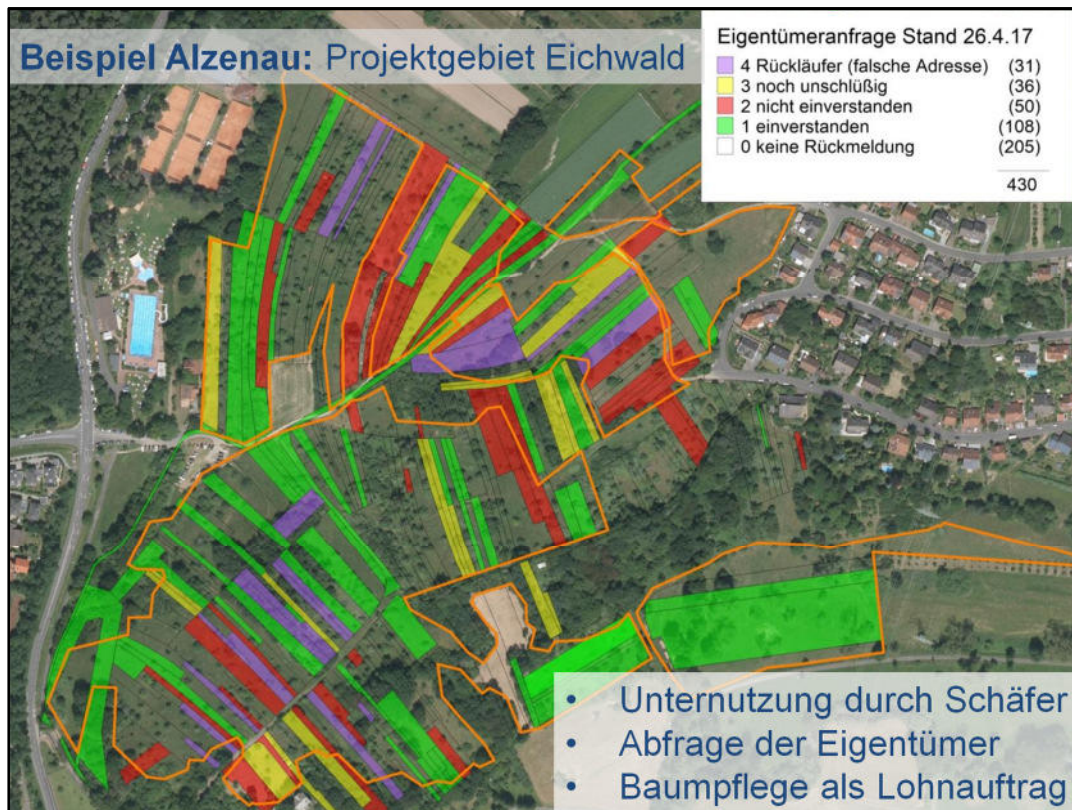 Beispiel Alzenau: Projektgebiet Eichwald
Eigentümeranfrage Stand 26.4.17
4 Rückläufer (falsche Adresse) (31)
3 noch unschlüßig (36)
2 nicht einverstanden (50)
1 einverstanden (108)
0 keine Rückmeldung (205)
430
• Unternutzung durch Schäfer
• Abfrage der Eigentümer
• Baumpflege als Lohnauftrag